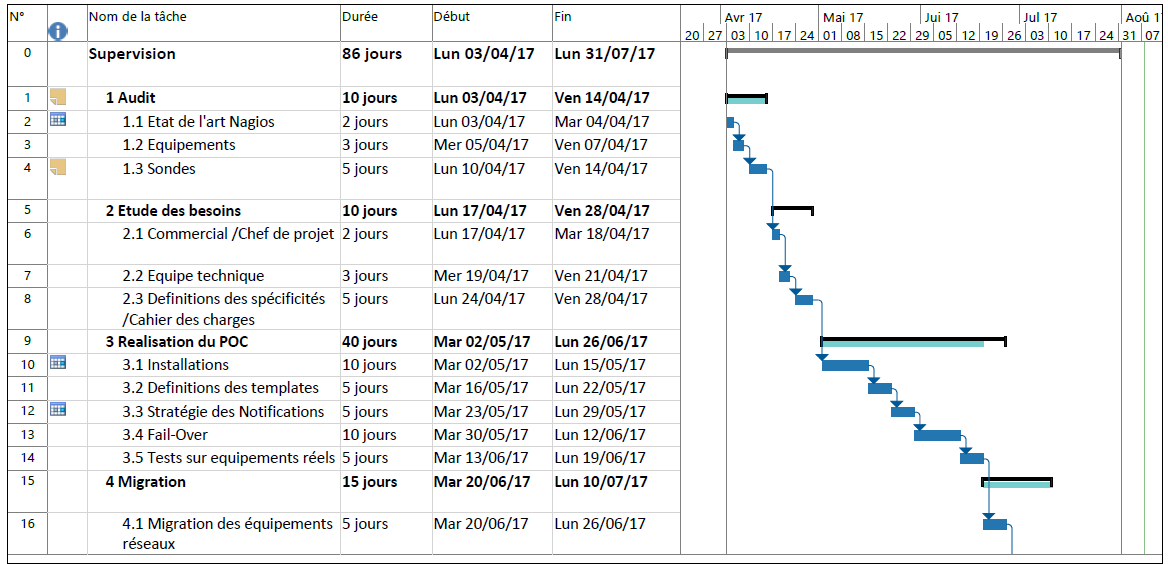 N° Nom de la tâche Durée Début Fin Avr 17 Mai 17 Jui 17 Jul 17 Aoû 1
20 27 03 10 17 24 01 08 15 22 29 05 12 19 26 03 10 17 24 31 07
0 Supervision 86 jours Lun 03/04/17 Lun 31/07/17
1 1 Audit 10 jours Lun 03/04/17 Ven 14/04/17
2 1.1 Etat de l'art Nagios 2 jours Lun 03/04/17 Mar 04/04/17
3 1.2 Equipements 3 jours Mer 05/04/17 Ven 07/04/17
4 1.3 Sondes 5 jours Lun 10/04/17 Ven 14/04/17
5 2 Etude des besoins 10 jours Lun 17/04/17 Ven 28/04/17
6 2.1 Commercial /Chef de projet 2 jours Lun 17/04/17 Mar 18/04/17
7 2.2 Equipe technique 3 jours Mer 19/04/17 Ven 21/04/17
8 2.3 Definitions des spécificités 5 jours Lun 24/04/17 Ven 28/04/17
/Cahier des charges
9 3 Realisation du POC 40 jours Mar 02/05/17 Lun 26/06/17
10 3.1 Installations 10 jours Mar 02/05/17 Lun 15/05/17
11 3.2 Definitions des templates 5 jours Mar 16/05/17 Lun 22/05/17
12 3.3 Stratégie des Notifications 5 jours Mar 23/05/17 Lun 29/05/17
13 3.4 Fail-Over 10 jours Mar 30/05/17 Lun 12/06/17
14 3.5 Tests sur equipements réels 5 jours Mar 13/06/17 Lun 19/06/17
15 4 Migration 15 jours Mar 20/06/17 Lun 10/07/17
16 4.1 Migration des équipements 5 jours Mar 20/06/17 Lun 26/06/17
réseaux